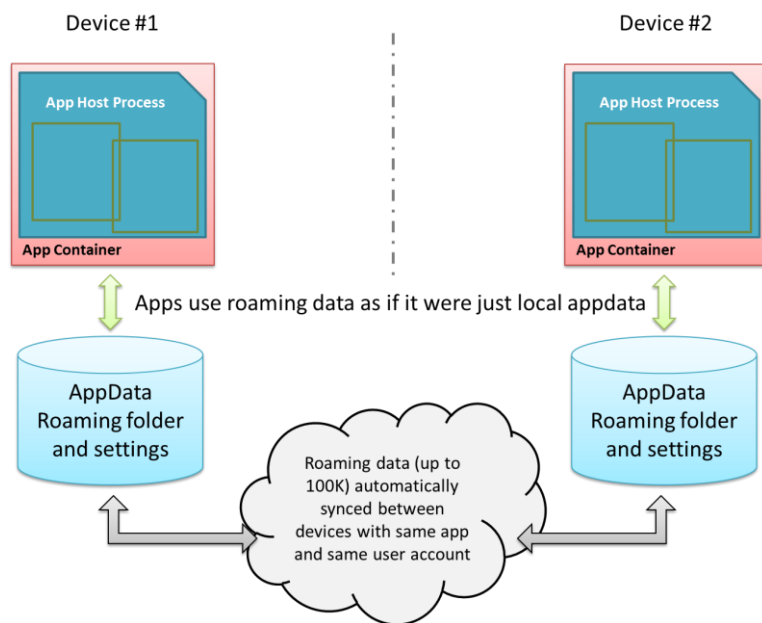 Device #1
Device #2
App Host Process
App Host Process
App Container
App Container
Apps use roaming data as if it were just local appdata
AppData
Roaming folder
and settings
AppData
Roaming folder
and settings
Roaming data (up to
100K) automatically
synced between
devices with same app
and same user account